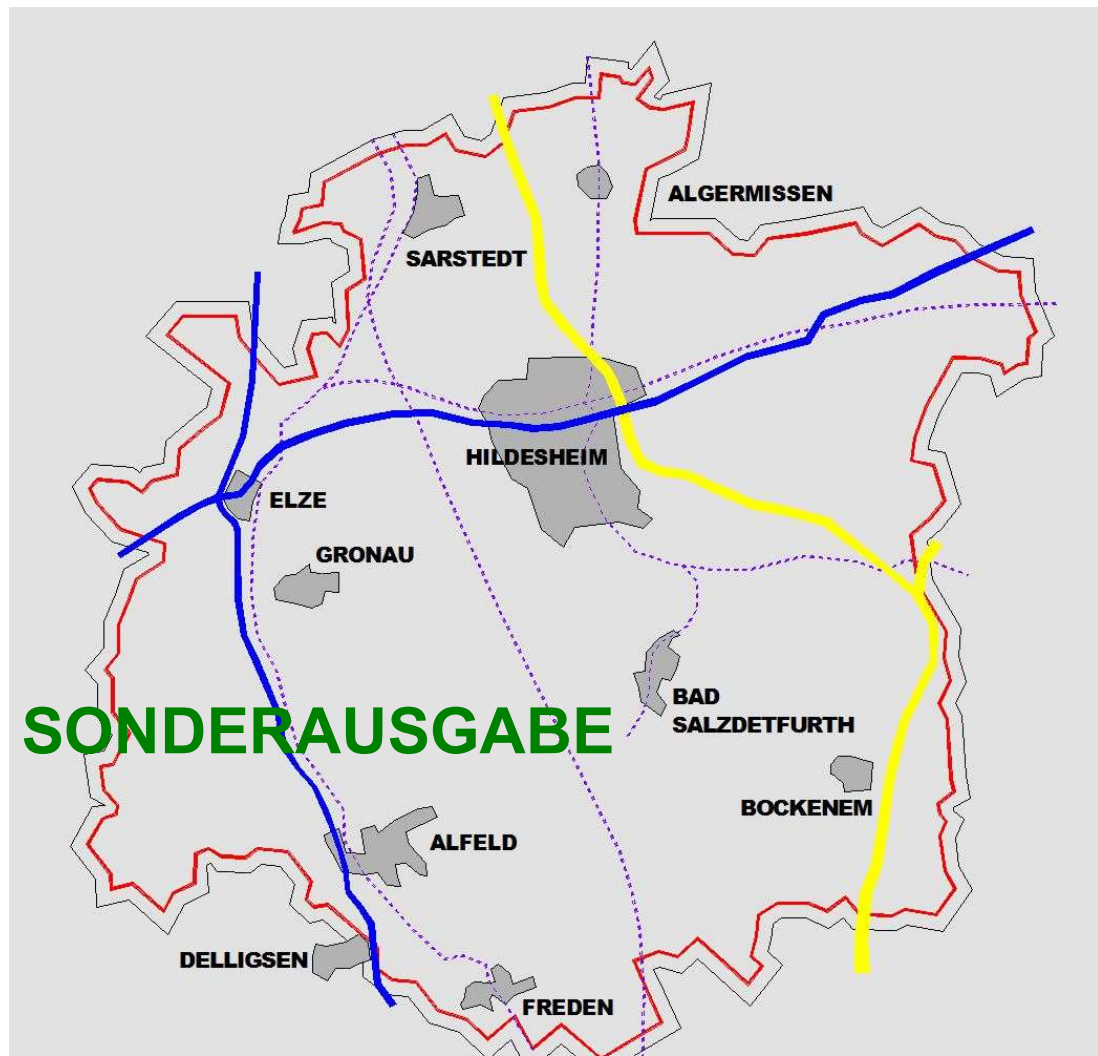 ALGERMISSEN
SARSTEDT
HILDESHEIM
ELZE
GRONAU
BAD
SALZDETFURTH
SONDERAUSGABE
BOCKENEM
ALFELD
DELLIGSEN
FREDEN